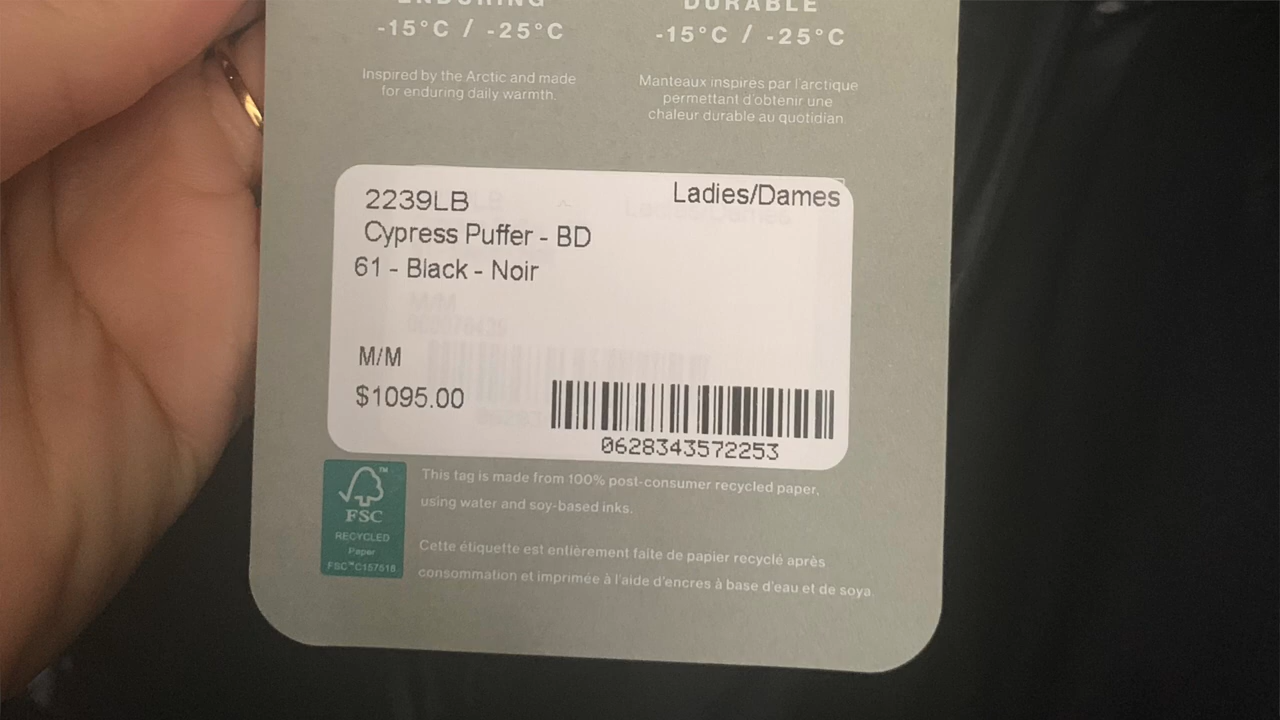 ENDURING
-15°C / -25°C
Inspired by the Arctic and made
for enduring daily warmth.
DURABLE
-15°C / -25°C
Manteaux inspirés par l'arctique
permettant d'obtenir une
chaleur durable au quotidien.
2239LB
Ladies/Dames
Cypress Puffer - BD
61 - Black - Noir
M/M
$1095.00
0628343572253
FSC™
RECYCLED
Paper
FSC™C157618
This tag is made from 100% post-consumer recycled paper,
using water and soy-based inks.
Cette étiquette est entièrement faite de papier recyclé après
consommation et imprimée à l'aide d'encres à base d'eau et de soya.